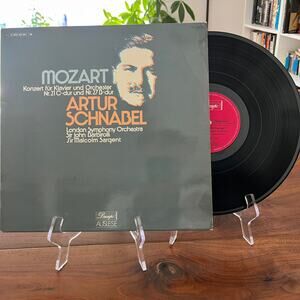 MOZART
Konzert für Klavier und Orchester
Nr. 21 C-dur und Nr. 27 B-dur
ARTUR
SCHNABEL
London Symphony Orchestra
Sir John Barbirolli
Sir Malcolm Sargent
Dacapo
AUSLESE